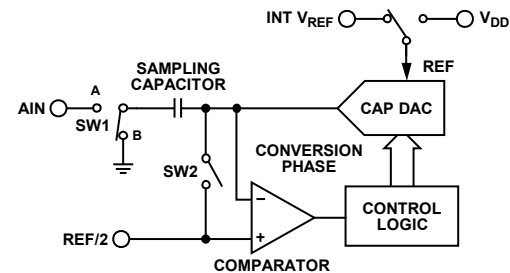 INT VREF
VDD
REF
SAMPLING
CAPACITOR
A
AIN
SW1
B
CAP DAC
CONVERSION
PHASE
SW2
−
+
REF/2
CONTROL
LOGIC
COMPARATOR